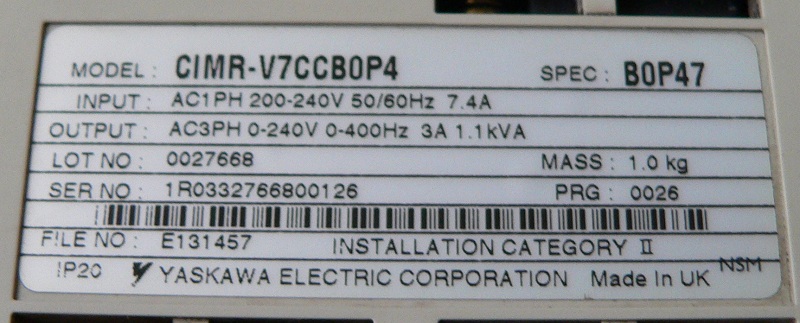 MODEL : CIMR-V7CCB0P4 SPEC : B0P47
INPUT : AC1PH 200-240V 50/60Hz 7.4A
OUTPUT : AC3PH 0-240V 0-400Hz 3A 1.1kVA
LOT NO : 0027668 MASS : 1.0 kg
SER NO : 1R0332766800126 PRG : 0026
FILE NO : E131457 INSTALLATION CATEGORY II
IP20 YASKAWA ELECTRIC CORPORATION Made In UK NSM